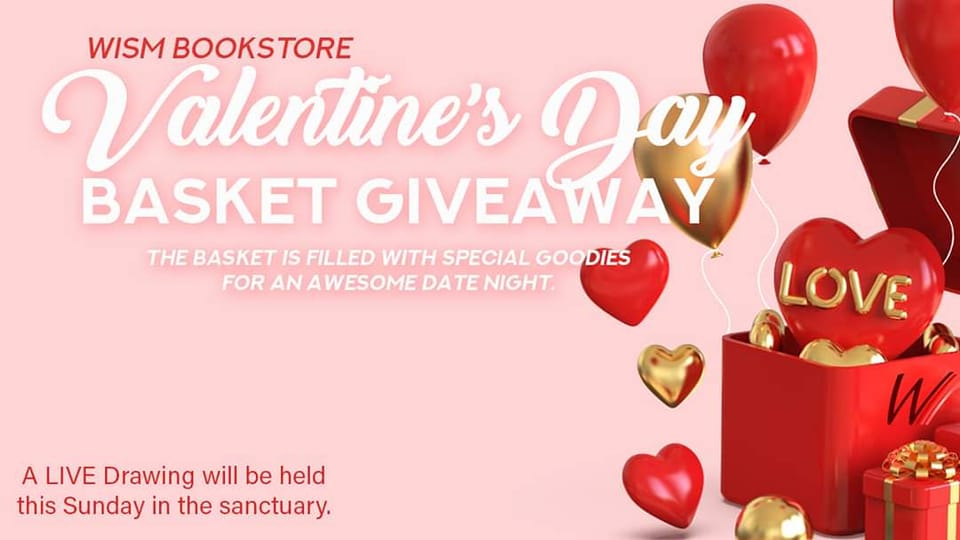 WISM BOOKSTORE
Valentine's Day
BASKET GIVEAWAY
THE BASKET IS FILLED WITH SPECIAL GOODIES
FOR AN AWESOME DATE NIGHT.
LOVE
A LIVE Drawing will be held
this Sunday in the sanctuary.